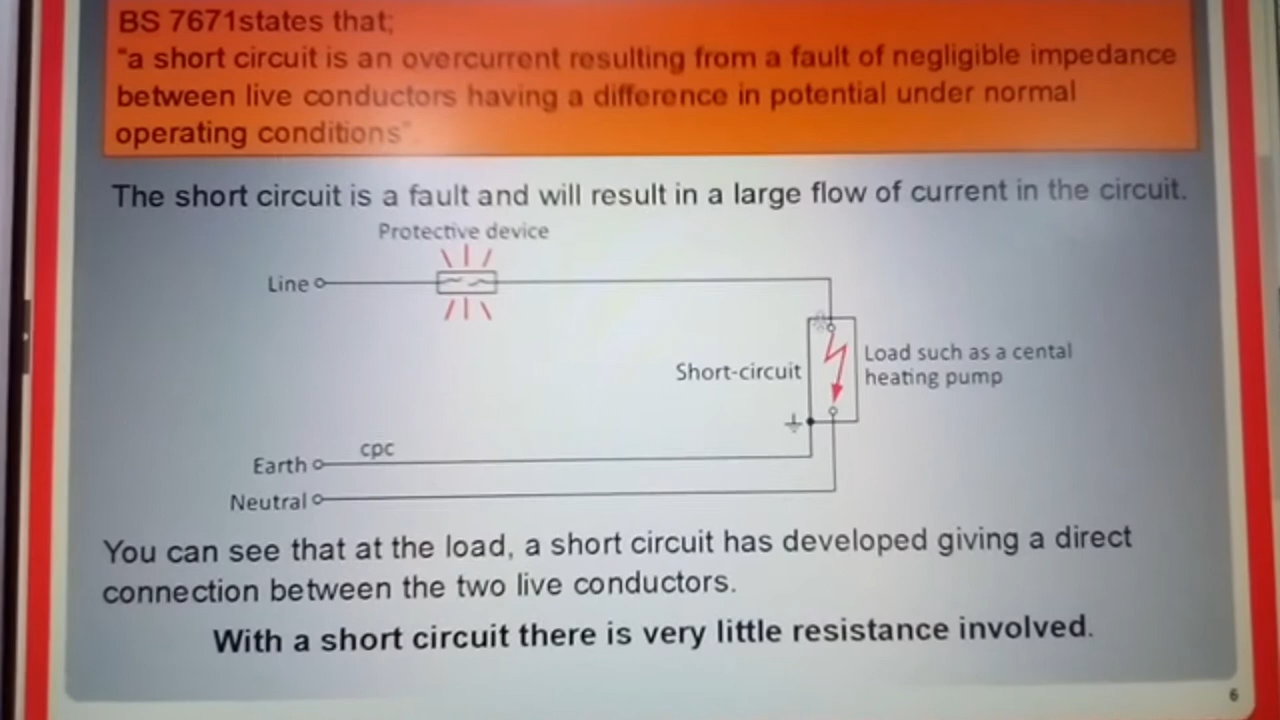 BS 7671states that;
"a short circuit is an overcurrent resulting from a fault of negligible impedance
between live conductors having a difference in potential under normal
operating conditions".
The short circuit is a fault and will result in a large flow of current in the circuit.
Protective device
Line
Short-circuit
Load such as a cental
heating pump
cpc
Earth
Neutral
You can see that at the load, a short circuit has developed giving a direct
connection between the two live conductors.
With a short circuit there is very little resistance involved.
6